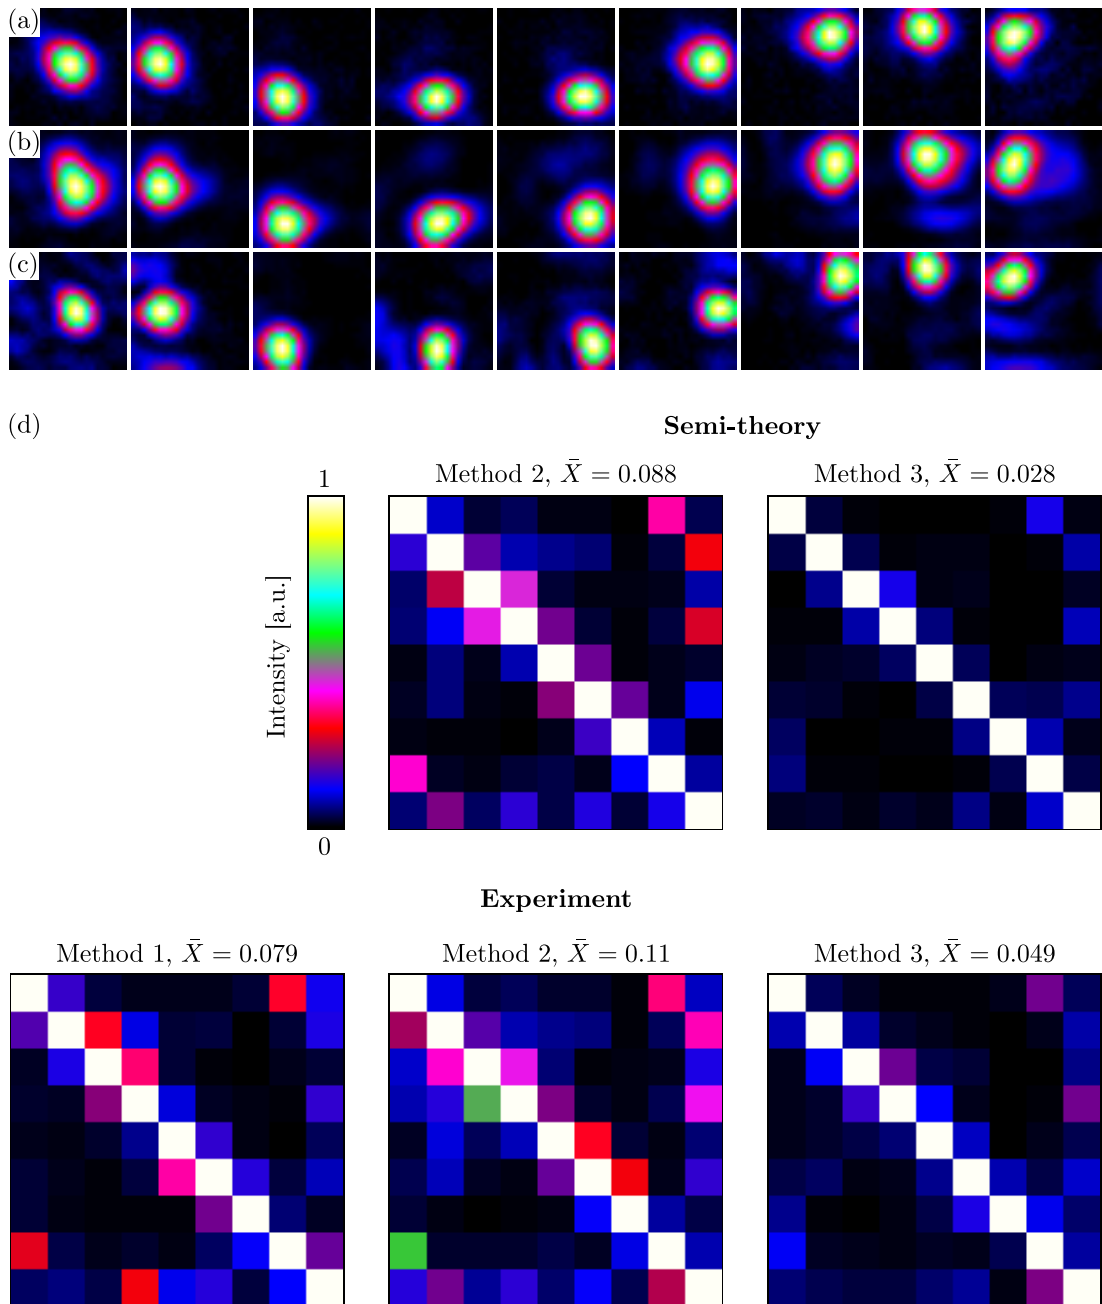 (a)
(b)
(c)
(d)
Semi-theory
Method 2, X̄ = 0.088
Method 3, X̄ = 0.028
1
Intensity [a.u.]
0
Experiment
Method 1, X̄ = 0.079
Method 2, X̄ = 0.11
Method 3, X̄ = 0.049